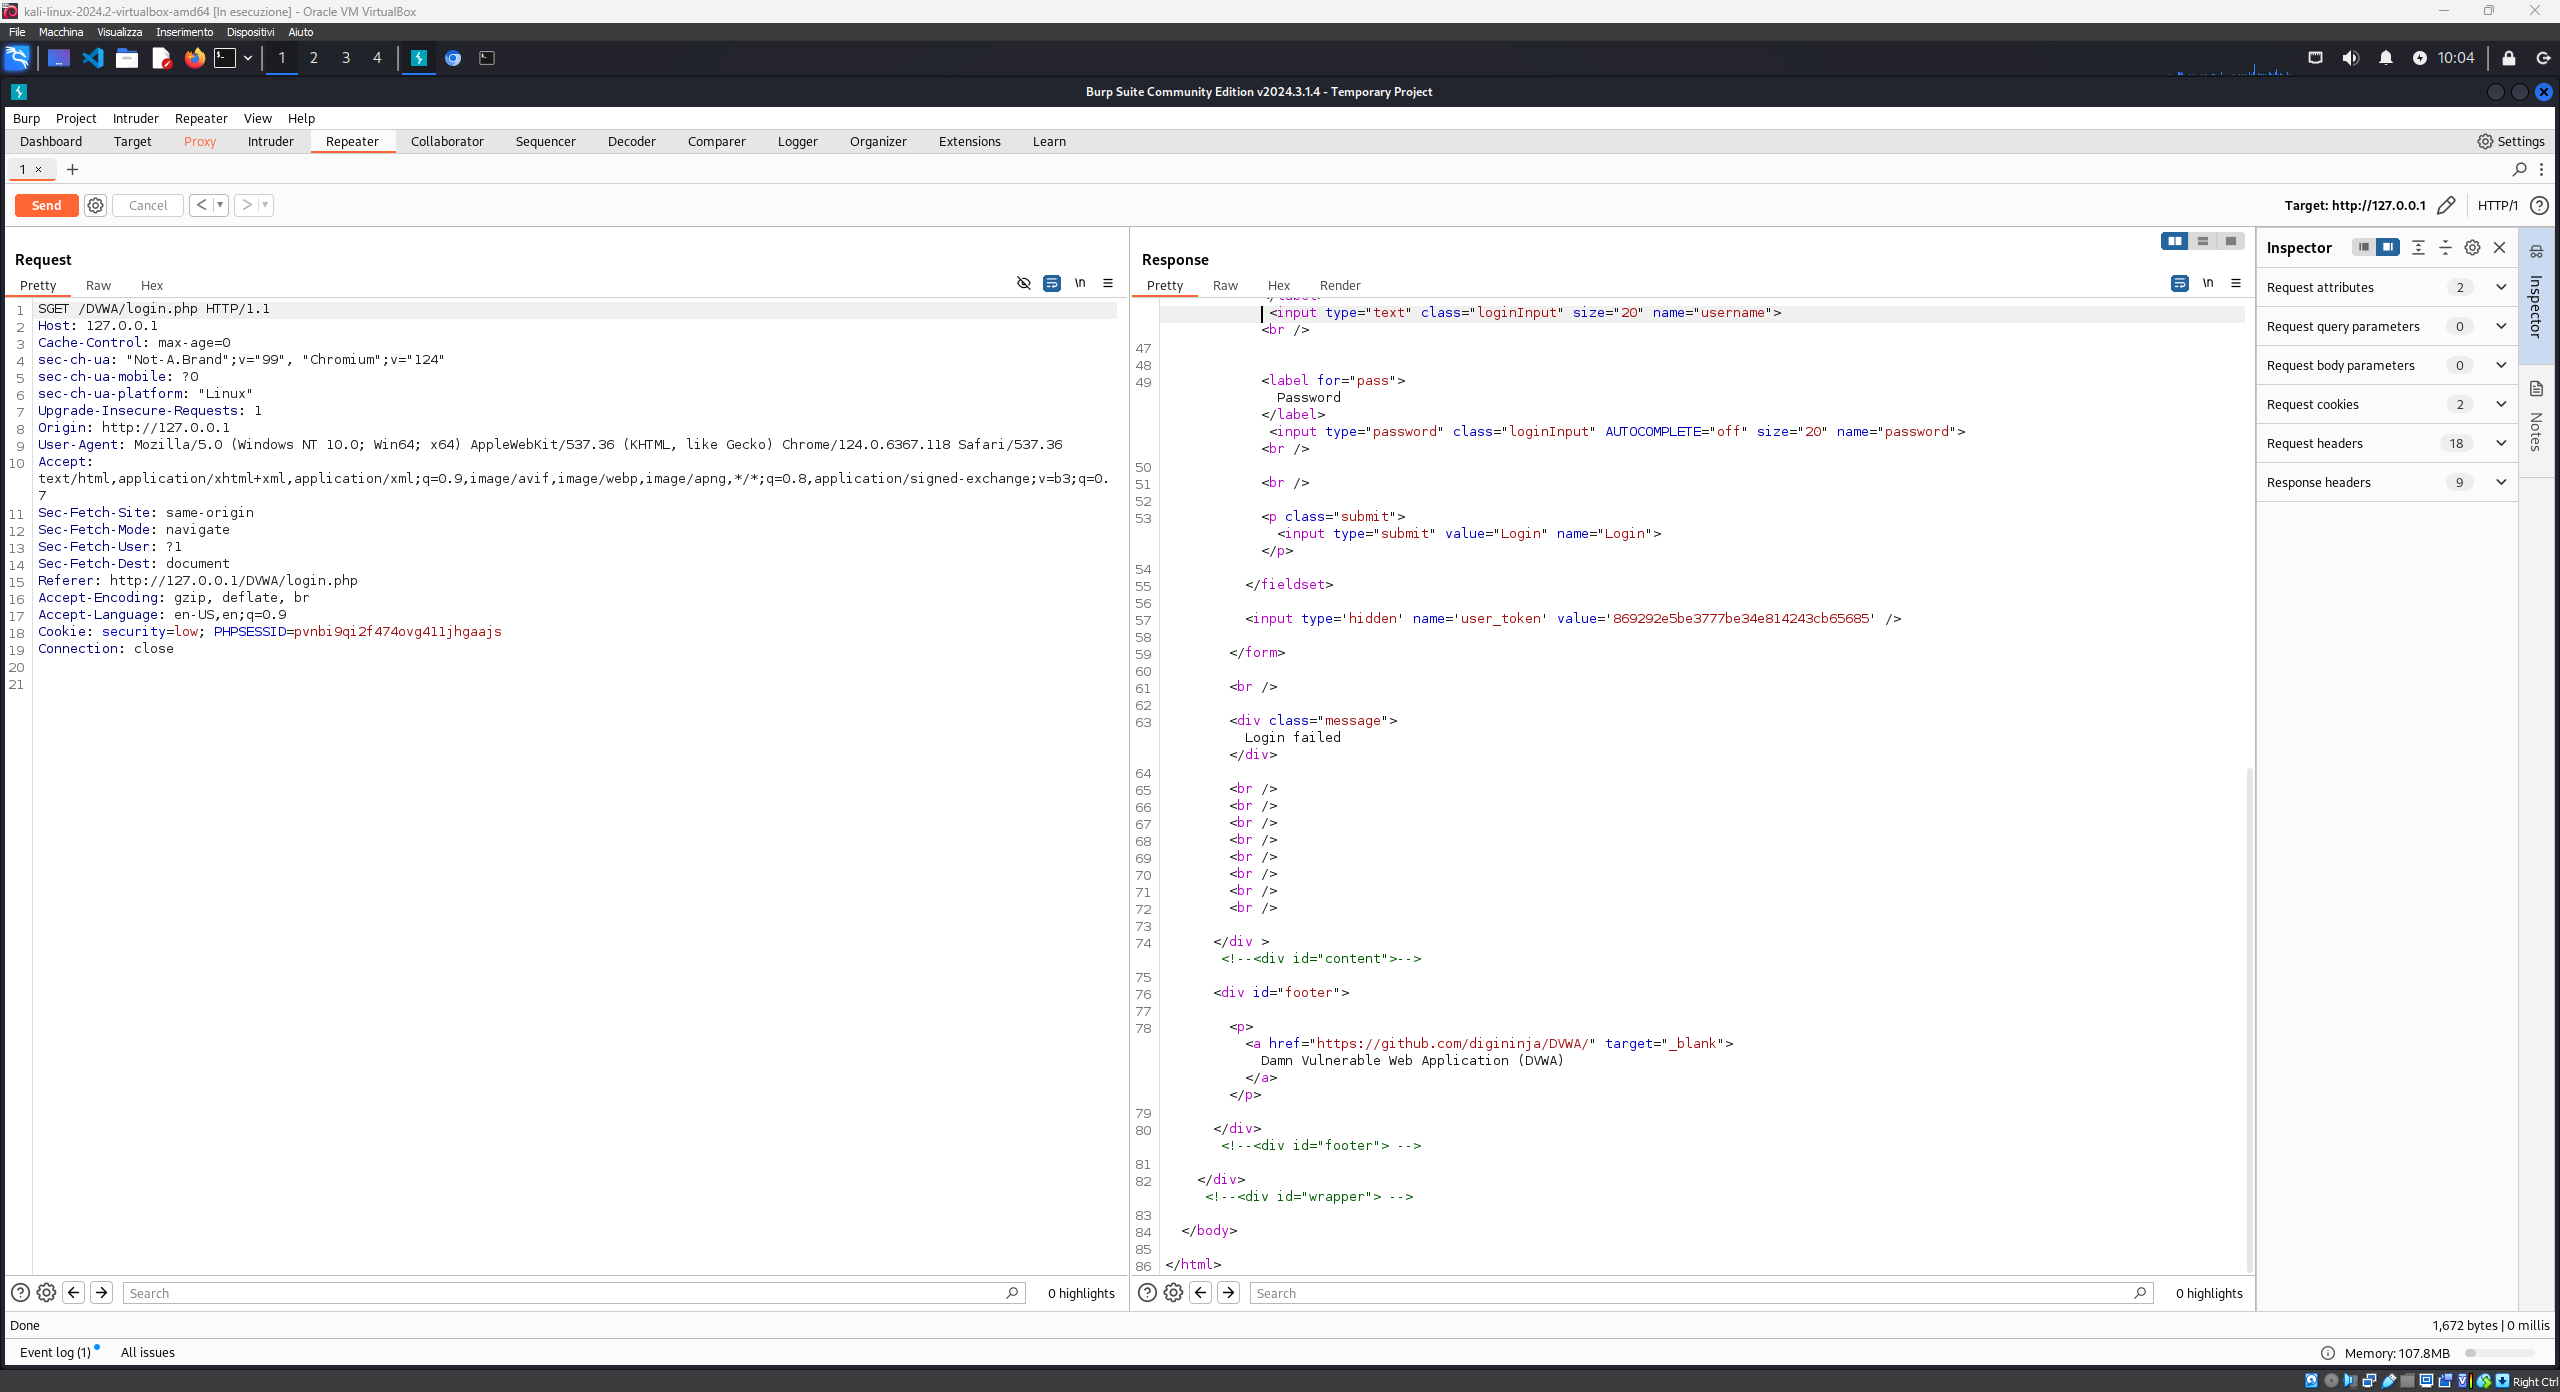 kali-linux-2024.2-virtualbox-amd64 [In esecuzione] - Oracle VM VirtualBox
File Macchina Visualizza Inserimento Dispositivi Aiuto
1 2 3 4 10:04
Burp Suite Community Edition v2024.3.1.4 - Temporary Project
Burp Project Intruder Repeater View Help
Dashboard Target Proxy Intruder Repeater Collaborator Sequencer Decoder Comparer Logger Organizer Extensions Learn Settings
1 × +
Send Cancel < > Target: http://127.0.0.1 HTTP/1
Request
Pretty Raw Hex \n
1 SGET /DVWA/login.php HTTP/1.1
2 Host: 127.0.0.1
3 Cache-Control: max-age=0
4 sec-ch-ua: "Not-A.Brand";v="99", "Chromium";v="124"
5 sec-ch-ua-mobile: ?0
6 sec-ch-ua-platform: "Linux"
7 Upgrade-Insecure-Requests: 1
8 Origin: http://127.0.0.1
9 User-Agent: Mozilla/5.0 (Windows NT 10.0; Win64; x64) AppleWebKit/537.36 (KHTML, like Gecko) Chrome/124.0.6367.118 Safari/537.36
10 Accept:
text/html,application/xhtml+xml,application/xml;q=0.9,image/avif,image/webp,image/apng,*/*;q=0.8,application/signed-exchange;v=b3;q=0.
7
11 Sec-Fetch-Site: same-origin
12 Sec-Fetch-Mode: navigate
13 Sec-Fetch-User: ?1
14 Sec-Fetch-Dest: document
15 Referer: http://127.0.0.1/DVWA/login.php
16 Accept-Encoding: gzip, deflate, br
17 Accept-Language: en-US,en;q=0.9
18 Cookie: security=low; PHPSESSID=pvnbi9qi2f474ovg411jhgaajs
19 Connection: close
20
21
Search 0 highlights
Response
Pretty Raw Hex Render \n
</label>
<input type="text" class="loginInput" size="20" name="username">
<br />
47
48
49 <label for="pass">
Password
</label>
<input type="password" class="loginInput" AUTOCOMPLETE="off" size="20" name="password">
<br />
50
51 <br />
52
53 <p class="submit">
<input type="submit" value="Login" name="Login">
</p>
54
55 </fieldset>
56
57 <input type='hidden' name='user_token' value='869292e5be3777be34e814243cb65685' />
58
59 </form>
60
61 <br />
62
63 <div class="message">
Login failed
</div>
64
65 <br />
66 <br />
67 <br />
68 <br />
69 <br />
70 <br />
71 <br />
72 <br />
73
74 </div >
<!--<div id="content">-->
75
76 <div id="footer">
77
78 <p>
<a href="https://github.com/digininja/DVWA/" target="_blank">
Damn Vulnerable Web Application (DVWA)
</a>
</p>
79
80 </div>
<!--<div id="footer"> -->
81
82 </div>
<!--<div id="wrapper"> -->
83
84 </body>
85
86 </html>
Search 0 highlights
Inspector
Request attributes 2
Request query parameters 0
Request body parameters 0
Request cookies 2
Request headers 18
Response headers 9
Inspector
Notes
Done 1,672 bytes | 0 millis
Event log (1) All issues Memory: 107.8MB
Right Ctrl